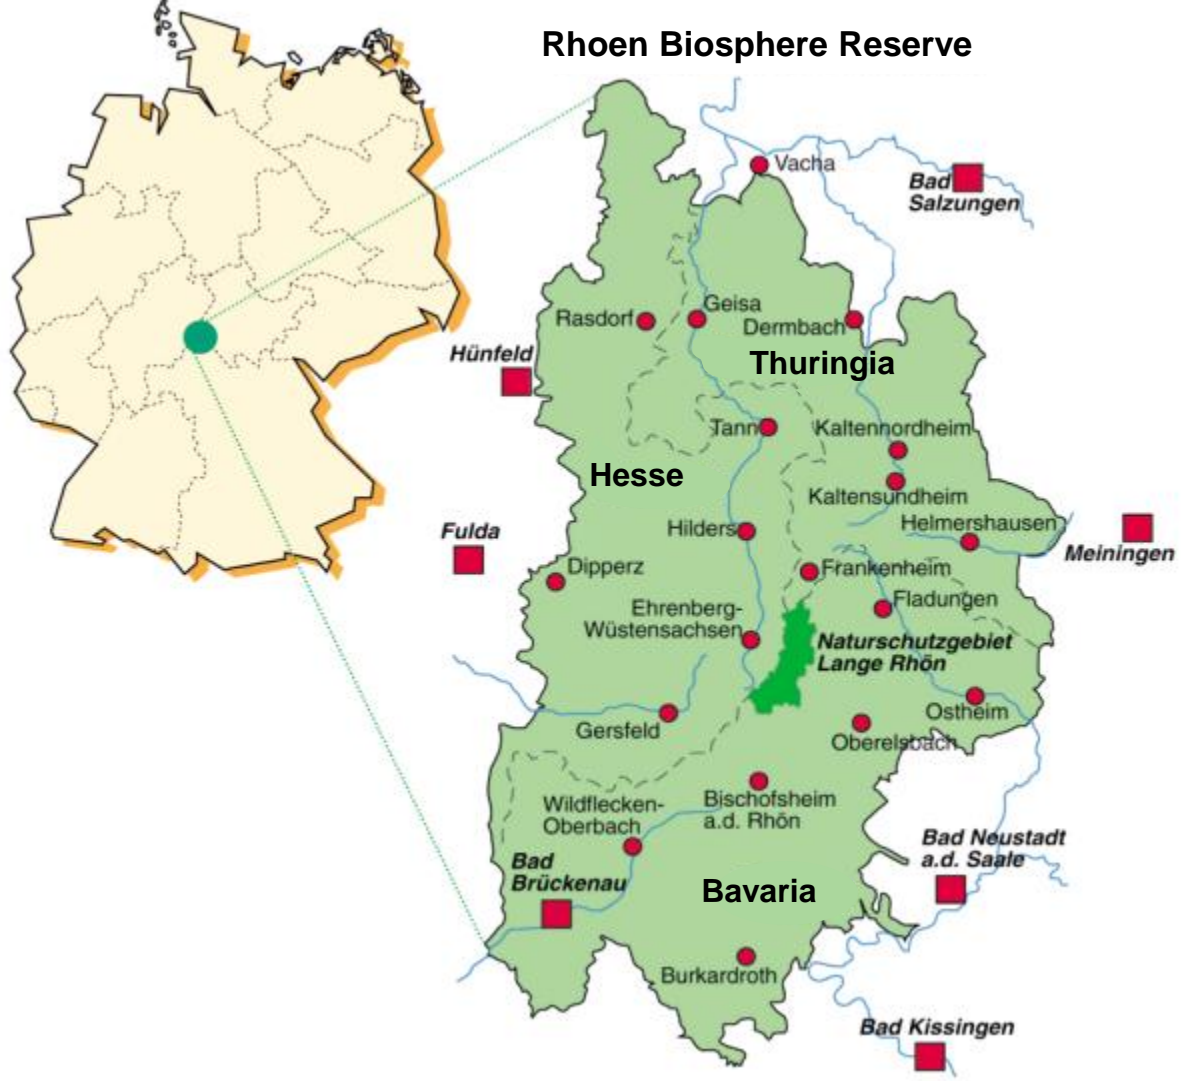 Rhoen Biosphere Reserve
Vacha
Bad
Salzungen
Rasdorf
Geisa
Dermbach
Thuringia
Hünfeld
Tann
Kaltennordheim
Hesse
Kaltensundheim
Helmershausen
Fulda
Hilders
Meiningen
Dipperz
Frankenheim
Fladungen
Ehrenberg-
Wüstensachsen
Naturschutzgebiet
Lange Rhön
Gersfeld
Ostheim
Oberelsbach
Wildflecken-
Oberbach
Bischofsheim
a.d. Rhön
Bad Neustadt
a.d. Saale
Bad
Brückenau
Bavaria
Burkardroth
Bad Kissingen